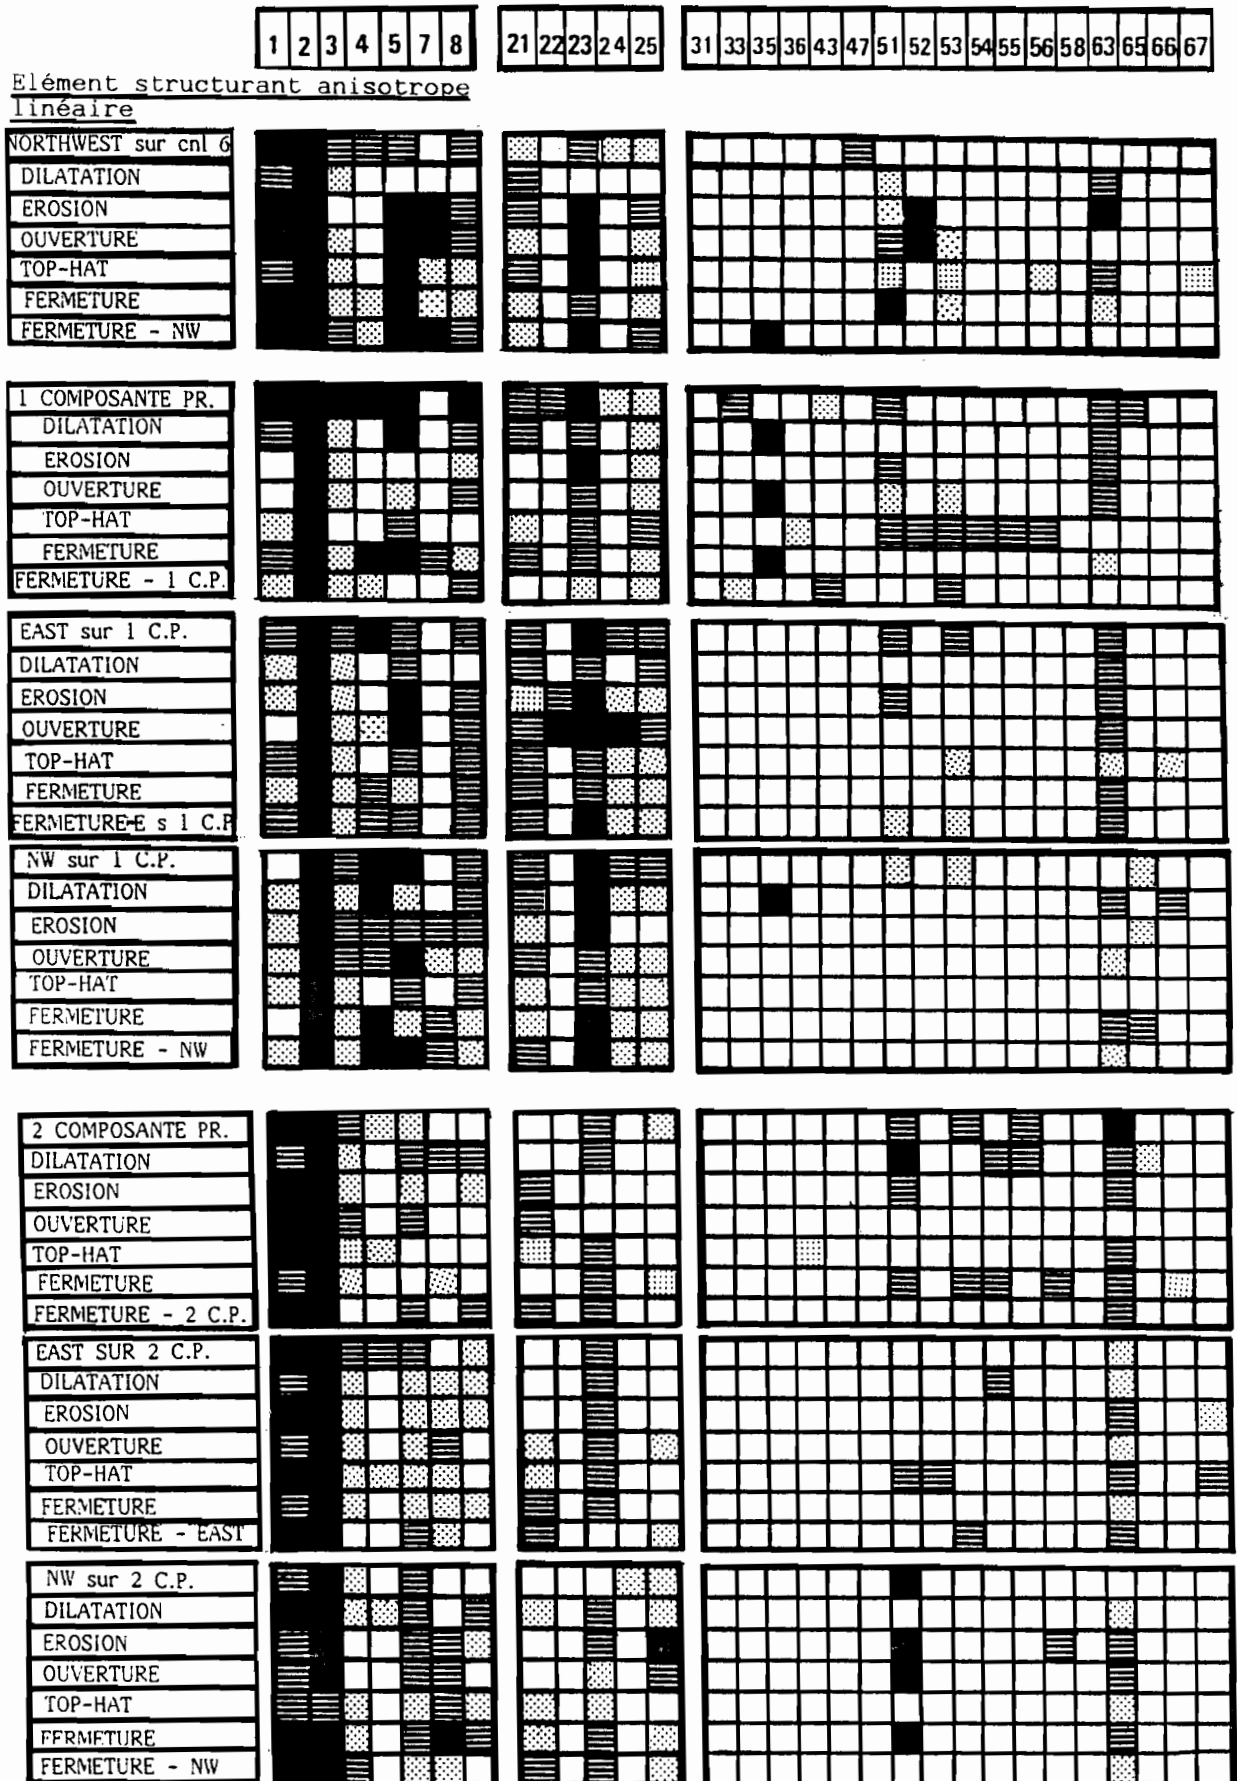 1 2 3 4 5 7 8 21 22 23 24 25 31 33 35 36 43 47 51 52 53 54 55 56 58 63 65 66 67
Elément structurant anisotrope
linéaire
NORTHWEST sur cnl 6
DILATATION
EROSION
OUVERTURE
TOP-HAT
FERMETURE
FERMETURE - NW
1 COMPOSANTE PR.
DILATATION
EROSION
OUVERTURE
TOP-HAT
FERMETURE
FERMETURE - 1 C.P.
EAST sur 1 C.P.
DILATATION
EROSION
OUVERTURE
TOP-HAT
FERMETURE
FERMETURE-E s 1 C.P
NW sur 1 C.P.
DILATATION
EROSION
OUVERTURE
TOP-HAT
FERMETURE
FERMETURE - NW
2 COMPOSANTE PR.
DILATATION
EROSION
OUVERTURE
TOP-HAT
FERMETURE
FERMETURE - 2 C.P.
EAST SUR 2 C.P.
DILATATION
EROSION
OUVERTURE
TOP-HAT
FERMETURE
FERMETURE - EAST
NW sur 2 C.P.
DILATATION
EROSION
OUVERTURE
TOP-HAT
FERMETURE
FERMETURE - NW